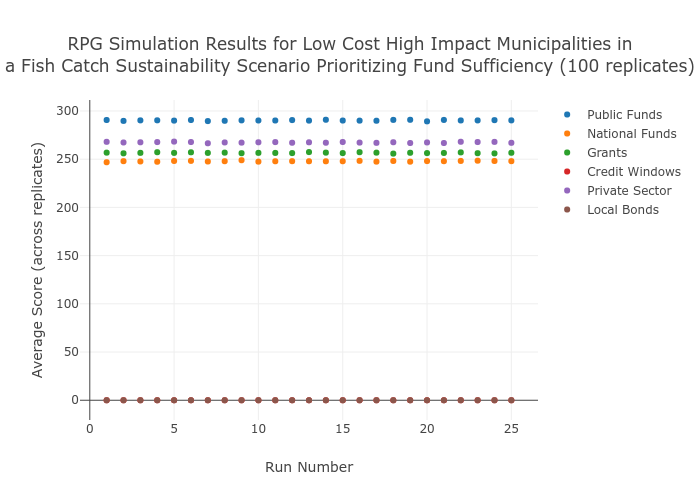 RPG Simulation Results for Low Cost High Impact Municipalities in
a Fish Catch Sustainability Scenario Prioritizing Fund Sufficiency (100 replicates)
Average Score (across replicates)
300
250
200
150
100
50
0
0
5
10
15
20
25
Run Number
Public Funds
National Funds
Grants
Credit Windows
Private Sector
Local Bonds